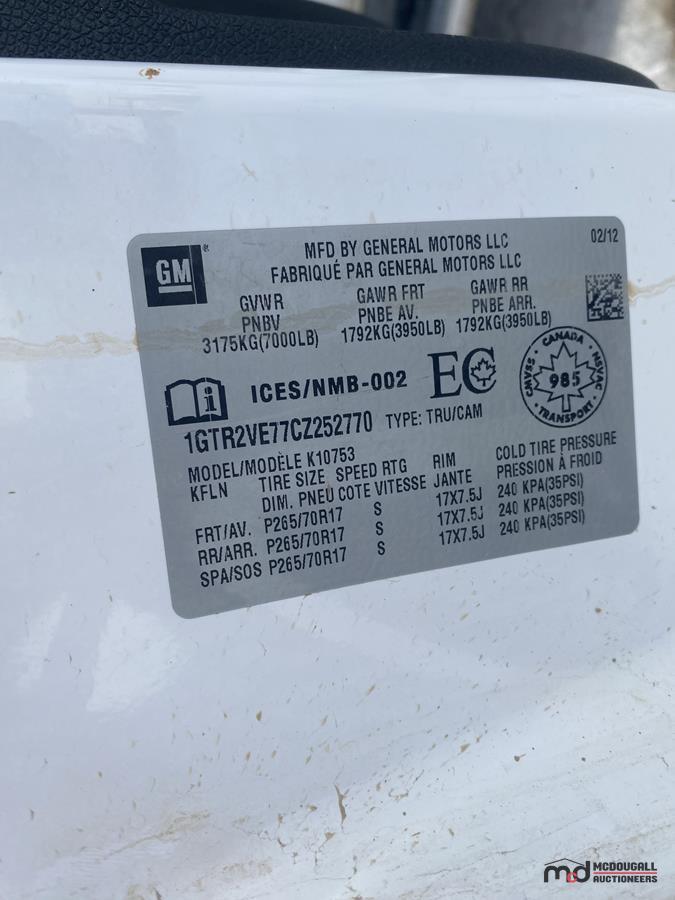 GM
MFD BY GENERAL MOTORS LLC
02/12
FABRIQUÉ PAR GENERAL MOTORS LLC
GVWR GAWR FRT GAWR RR
PNBV PNBE AV. PNBE ARR.
3175KG(7000LB) 1792KG(3950LB) 1792KG(3950LB)
i ICES/NMB-002 EC
CANADA
CMVSS 985 NSVAC
TRANSPORT
1GTR2VE77CZ252770 TYPE: TRU/CAM
MODEL/MODÈLE K10753
KFLN TIRE SIZE SPEED RTG RIM COLD TIRE PRESSURE
DIM. PNEU COTE VITESSE JANTE PRESSION À FROID
FRT/AV. P265/70R17 S 17X7.5J 240 KPA(35PSI)
RR/ARR. P265/70R17 S 17X7.5J 240 KPA(35PSI)
SPA/SOS P265/70R17 S 17X7.5J 240 KPA(35PSI)
md MCDOUGALL
AUCTIONEERS